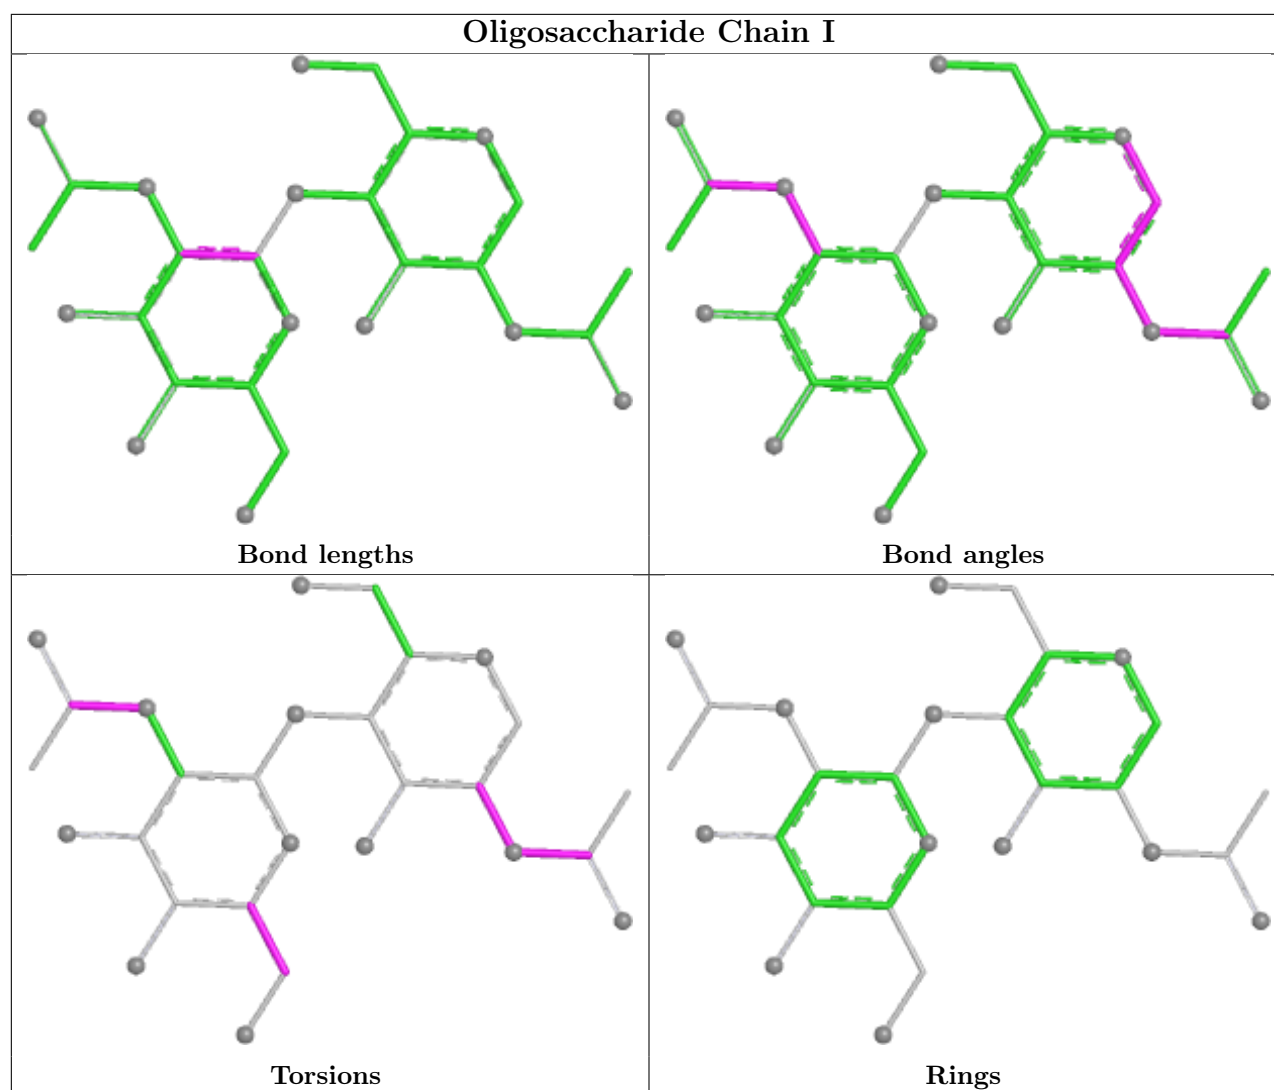 Oligosaccharide Chain I
Bond lengths
Bond angles
Torsions
Rings